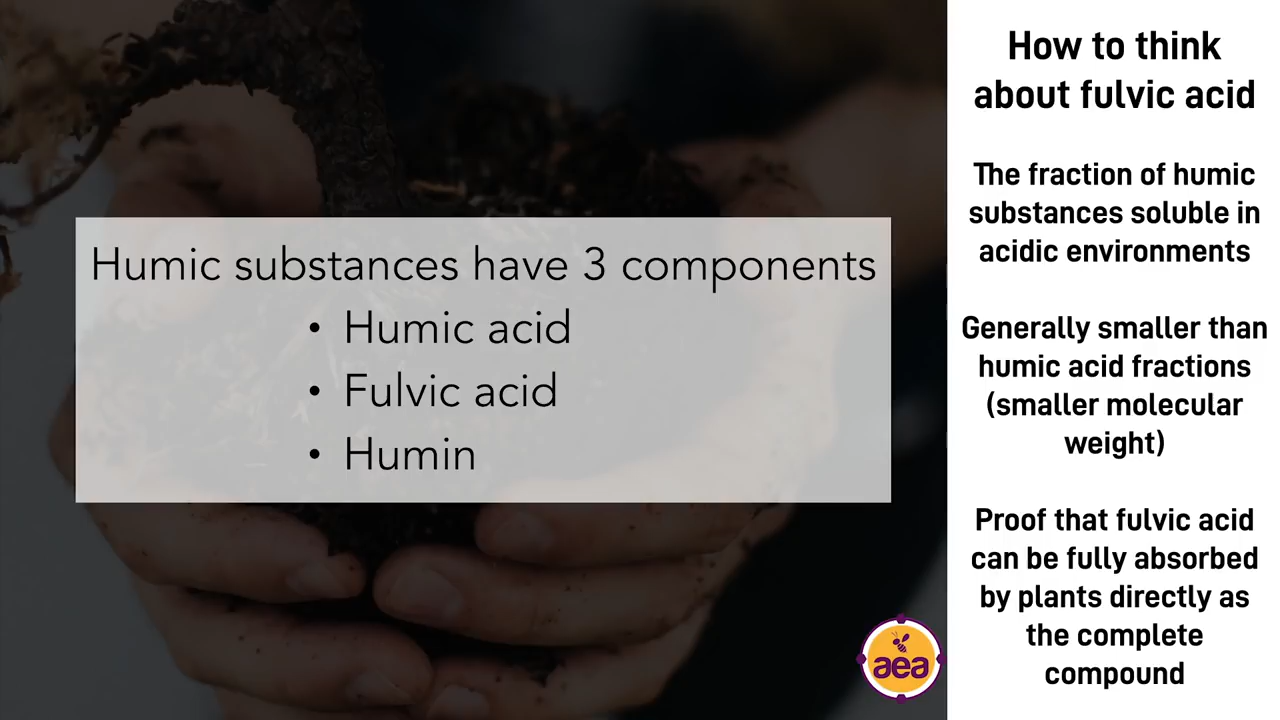 Humic substances have 3 components
• Humic acid
• Fulvic acid
• Humin
aea
How to think
about fulvic acid
The fraction of humic
substances soluble in
acidic environments
Generally smaller than
humic acid fractions
(smaller molecular
weight)
Proof that fulvic acid
can be fully absorbed
by plants directly as
the complete
compound